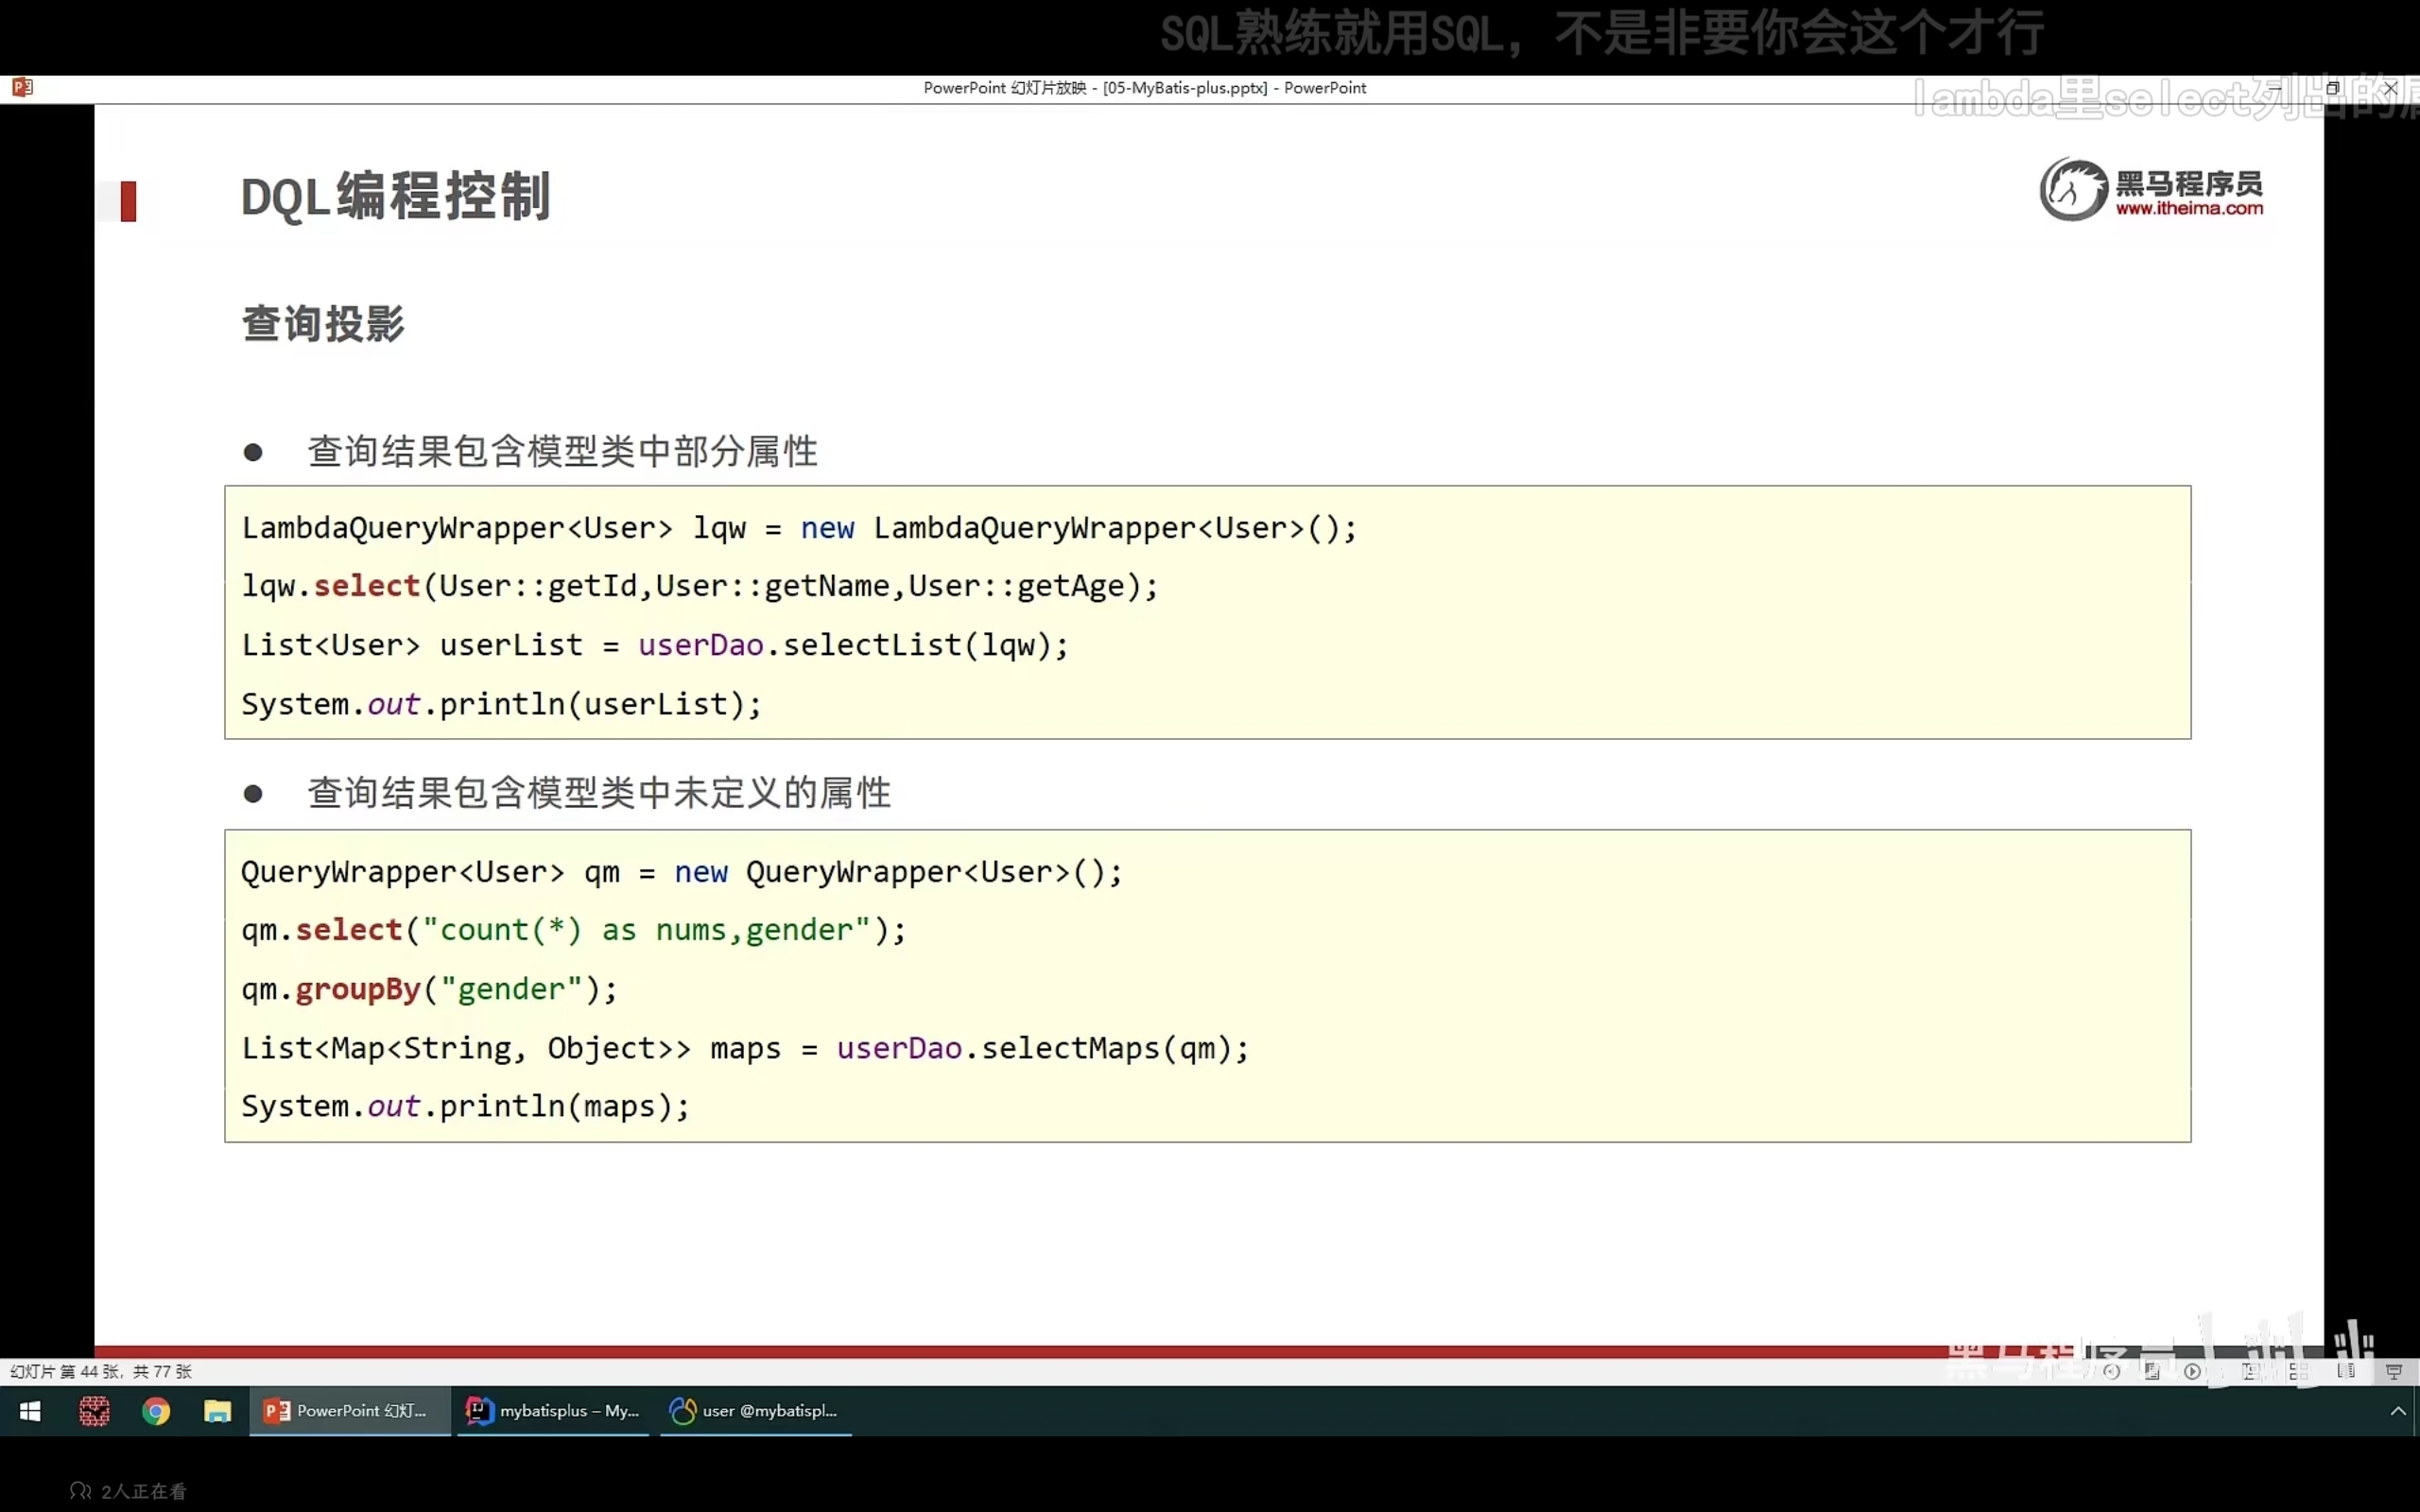 SQL熟练就用SQL，不是非要你会这个才行
PowerPoint 幻灯片放映 - [05-MyBatis-plus.pptx] - PowerPoint
lambda里select列出的
DQL编程控制
黑马程序员
www.itheima.com
查询投影
● 查询结果包含模型类中部分属性
LambdaQueryWrapper<User> lqw = new LambdaQueryWrapper<User>();
lqw.select(User::getId,User::getName,User::getAge);
List<User> userList = userDao.selectList(lqw);
System.out.println(userList);
● 查询结果包含模型类中未定义的属性
QueryWrapper<User> qm = new QueryWrapper<User>();
qm.select("count(*) as nums,gender");
qm.groupBy("gender");
List<Map<String, Object>> maps = userDao.selectMaps(qm);
System.out.println(maps);
黑马程序员
幻灯片 第 44 张，共 77 张
PowerPoint 幻灯...
mybatisplus – My...
user @mybatispl...
2人正在看